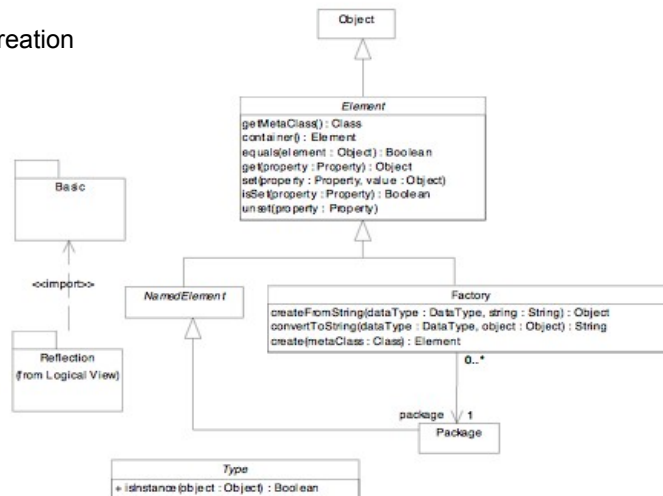 reation
Object
Element
getMetaClass() : Class
container() : Element
equals(element : Object) : Boolean
get(property : Property) : Object
set(property : Property, value : Object)
isSet(property : Property) : Boolean
unset(property : Property)
Basic
<<import>>
Reflection
(from Logical View)
NamedElement
Factory
createFromString(dataType : DataType, string : String) : Object
convertToString(dataType : DataType, object : Object) : String
create(metaClass : Class) : Element
0..*
package 1
Package
Type
+ isInstance(object : Object) : Boolean